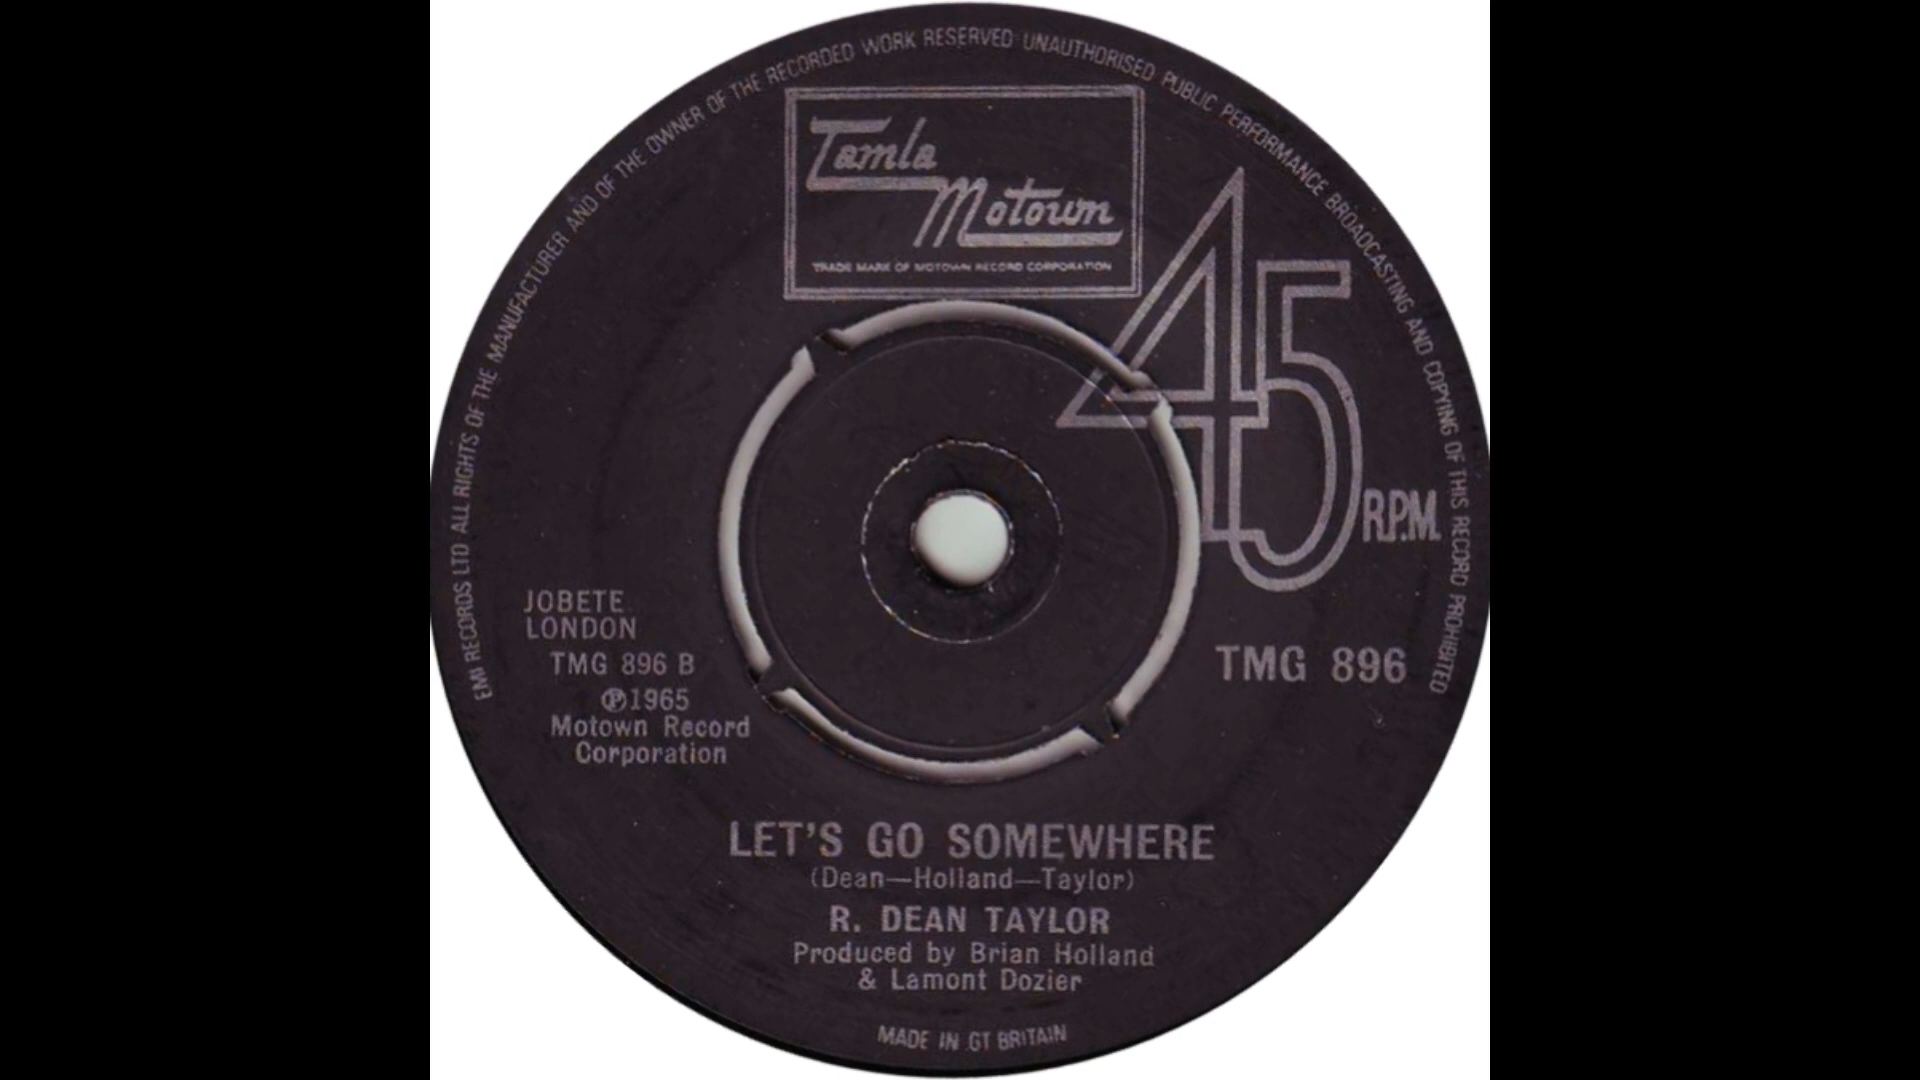 EMI RECORDS LTD ALL RIGHTS OF THE MANUFACTURER AND OF THE OWNER OF THE RECORDED WORK RESERVED UNAUTHORISED PUBLIC PERFORMANCE BROADCASTING AND COPYING OF THIS RECORD PROHIBITED
Tamla
Motown
TRADE MARK OF MOTOWN RECORD CORPORATION
45
R.P.M.
JOBETE
LONDON
TMG 896 B
Ⓟ1965
Motown Record
Corporation
TMG 896
LET'S GO SOMEWHERE
(Dean—Holland—Taylor)
R. DEAN TAYLOR
Produced by Brian Holland
& Lamont Dozier
MADE IN GT BRITAIN